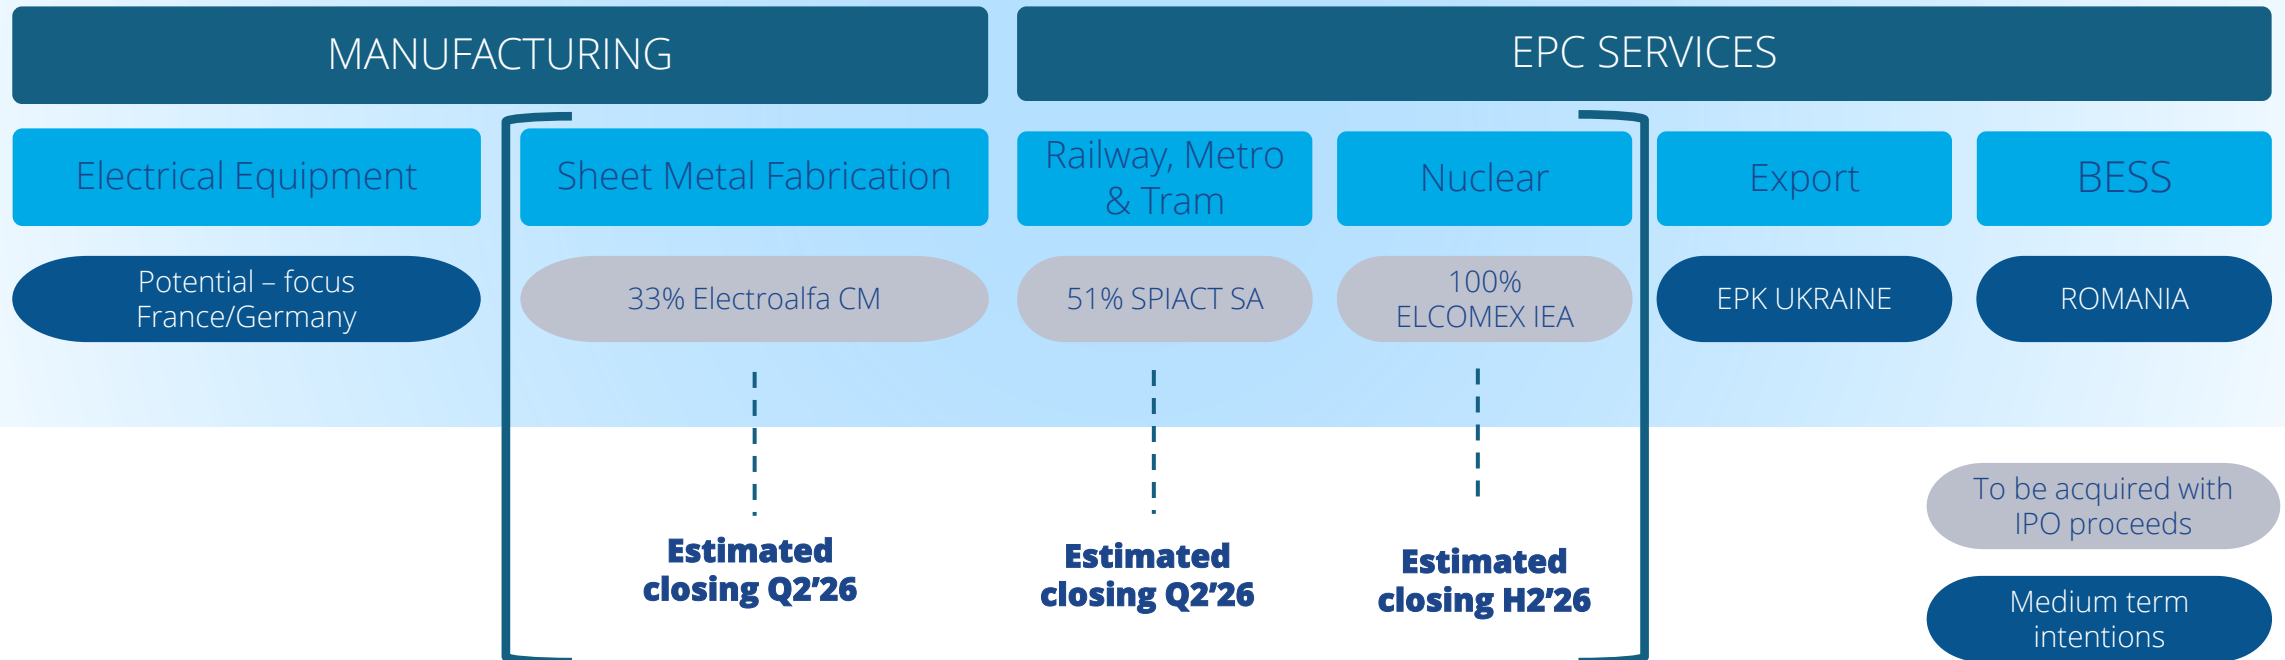 MANUFACTURING
EPC SERVICES
Electrical Equipment
Sheet Metal Fabrication
Railway, Metro
& Tram
Nuclear
Export
BESS
Potential – focus
France/Germany
33% Electroalfa CM
51% SPIACT SA
100%
ELCOMEX IEA
EPK UKRAINE
ROMANIA
Estimated
closing Q2’26
Estimated
closing Q2’26
Estimated
closing H2’26
To be acquired with
IPO proceeds
Medium term
intentions